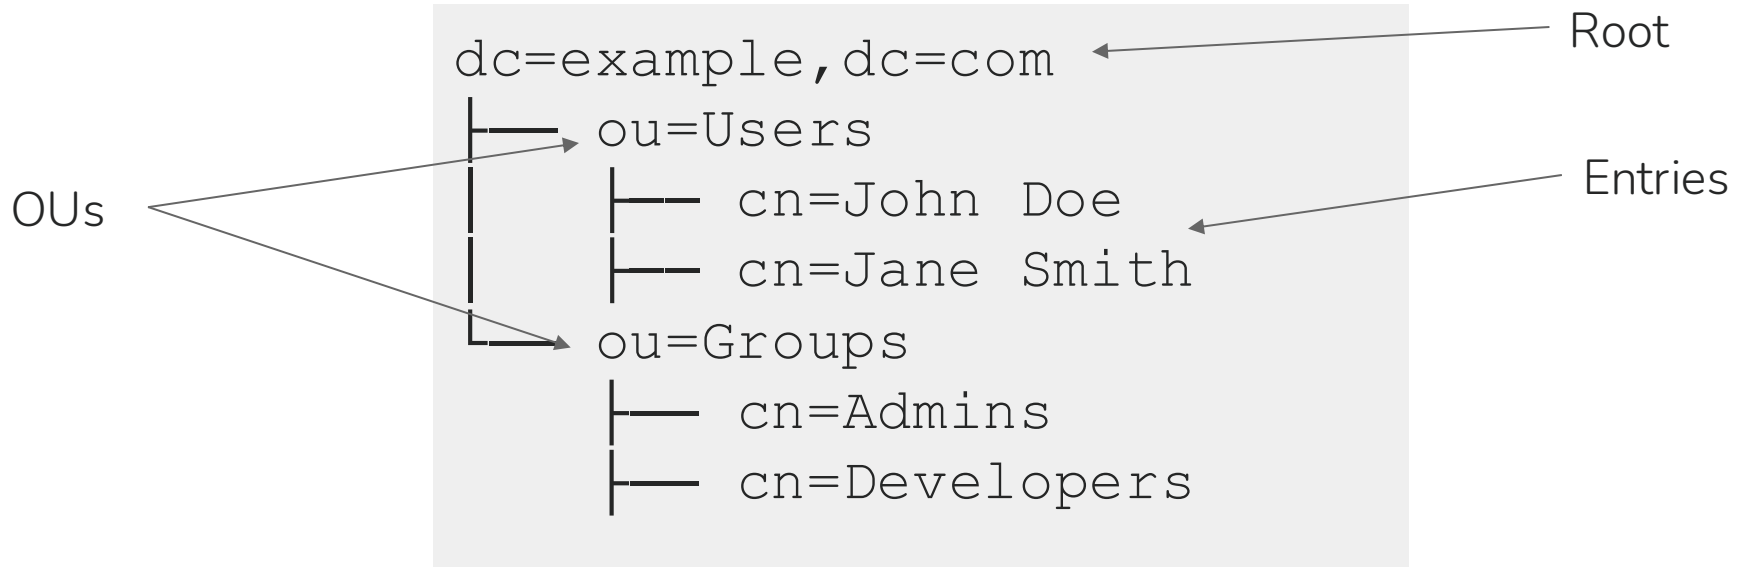 dc=example,dc=com
Root
ou=Users
OUs
cn=John Doe
Entries
cn=Jane Smith
ou=Groups
cn=Admins
cn=Developers